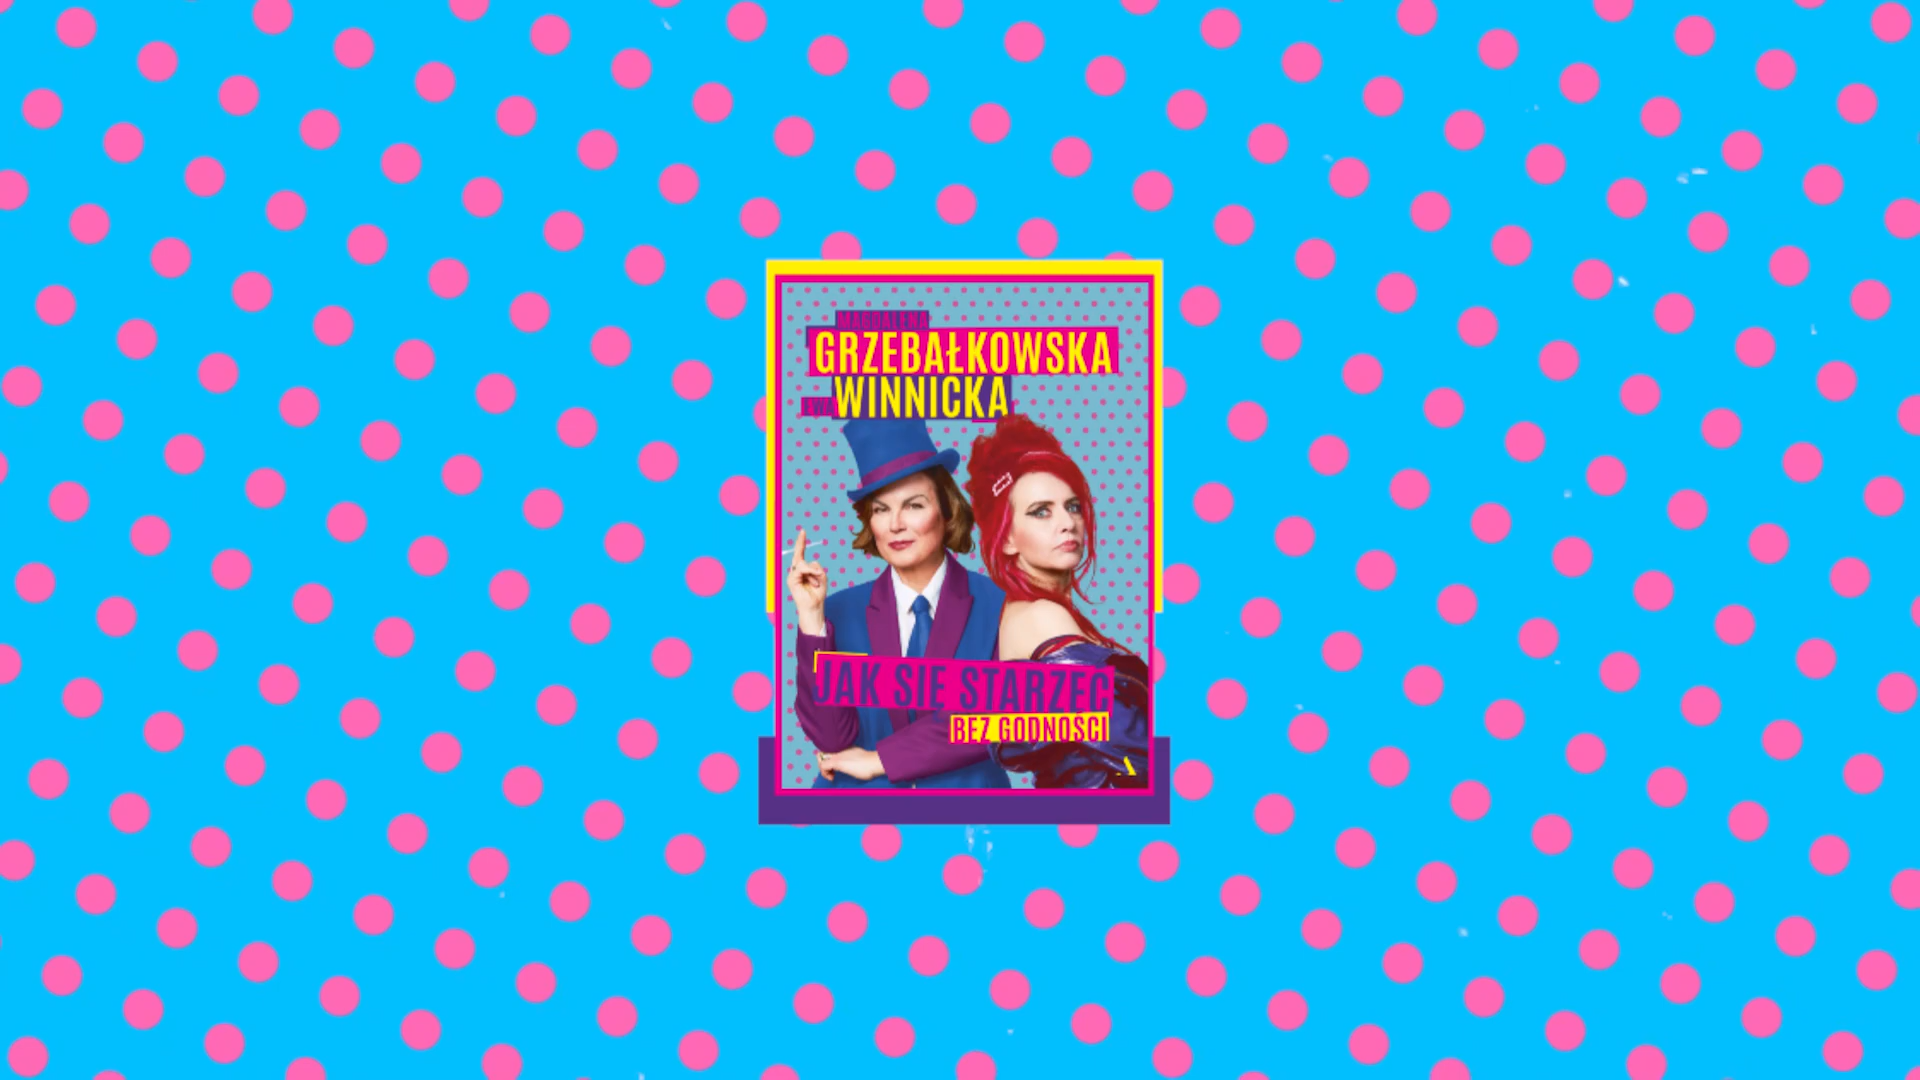 MAGDALENA
GRZEBAŁKOWSKA
EWA WINNICKA
JAK SIĘ STARZEĆ
BEZ GODNOŚCI